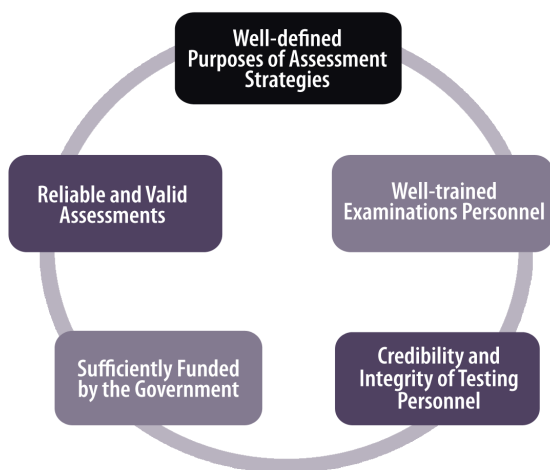 Well-defined
Purposes of Assessment
Strategies
Well-trained
Examinations Personnel
Credibility and
Integrity of Testing
Personnel
Sufficiently Funded
by the Government
Reliable and Valid
Assessments